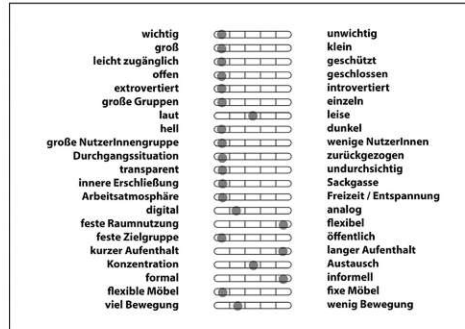 wichtig unwichtig
groß klein
leicht zugänglich geschützt
offen geschlossen
extrovertiert introvertiert
große Gruppen einzeln
laut leise
hell dunkel
große NutzerInnengruppe wenige NutzerInnen
Durchgangssituation zurückgezogen
transparent undurchsichtig
innere Erschließung Sackgasse
Arbeitsatmosphäre Freizeit / Entspannung
digital analog
feste Raumnutzung flexibel
feste Zielgruppe öffentlich
kurzer Aufenthalt langer Aufenthalt
Konzentration Austausch
formal informell
flexible Möbel fixe Möbel
viel Bewegung wenig Bewegung